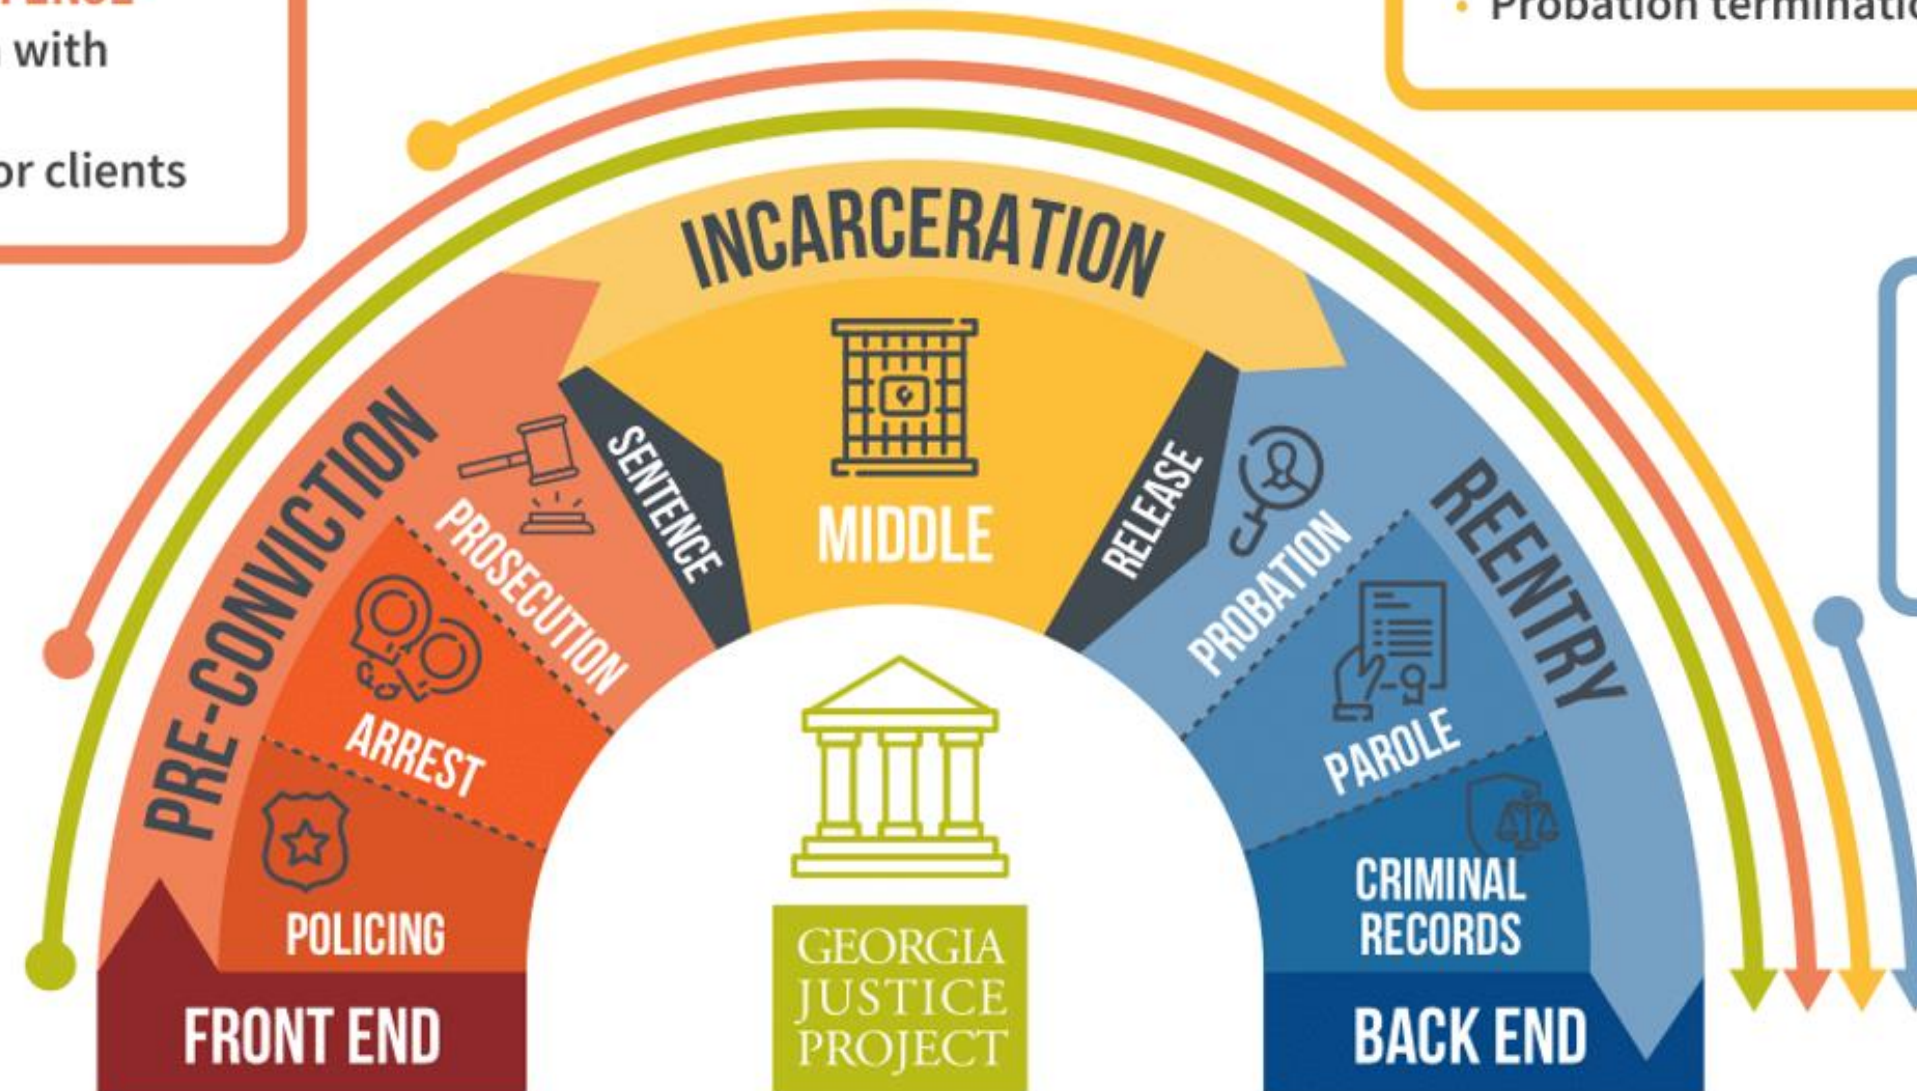 with
or clients
Probation
INCARCERATION
PRE-CONVICTION
REENTRY
SENTENCE
MIDDLE
RELEASE
PROSECUTION
PROBATION
ARREST
PAROLE
POLICING
CRIMINAL
RECORDS
GEORGIA
JUSTICE
PROJECT
FRONT END
BACK END